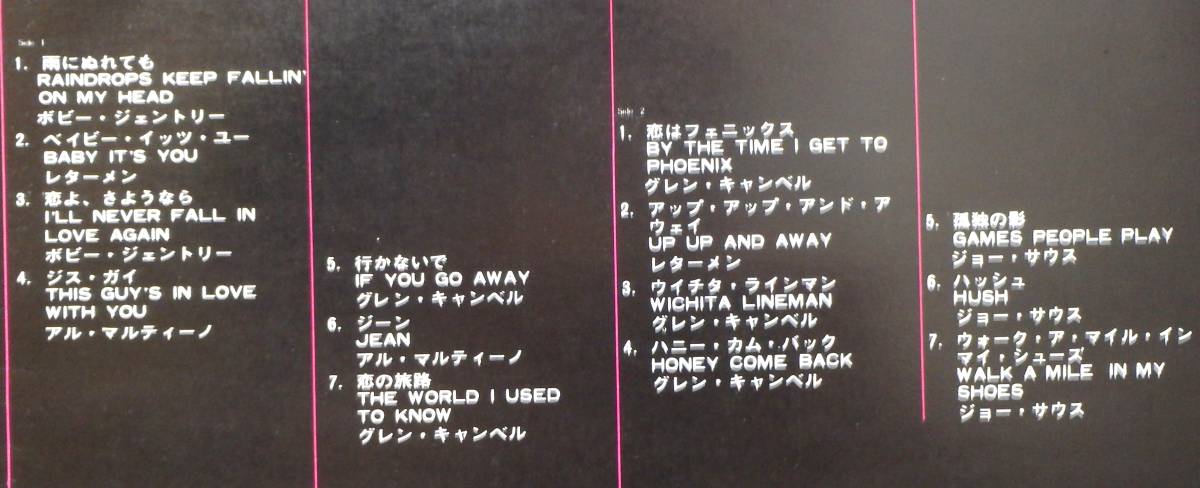 Side 1
1. 雨にぬれても
RAINDROPS KEEP FALLIN'
ON MY HEAD
ボビー・ジェントリー
2. ベイビー・イッツ・ユー
BABY IT'S YOU
レターメン
3. 恋よ、さようなら
I'LL NEVER FALL IN
LOVE AGAIN
ボビー・ジェントリー
4. ジス・ガイ
THIS GUY'S IN LOVE
WITH YOU
アル・マルティーノ
5. 行かないで
IF YOU GO AWAY
グレン・キャンベル
6. ジーン
JEAN
アル・マルティーノ
7. 恋の旅路
THE WORLD I USED
TO KNOW
グレン・キャンベル
Side 2
1. 恋はフェニックス
BY THE TIME I GET TO
PHOENIX
グレン・キャンベル
2. アップ・アップ・アンド・ア
ウェイ
UP UP AND AWAY
レターメン
3. ウイチタ・ラインマン
WICHITA LINEMAN
グレン・キャンベル
4. ハニー・カム・バック
HONEY COME BACK
グレン・キャンベル
5. 孤独の影
GAMES PEOPLE PLAY
ジョー・サウス
6. ハッシュ
HUSH
ジョー・サウス
7. ウォーク・ア・マイル・イン
マイ・シューズ
WALK A MILE IN MY
SHOES
ジョー・サウス